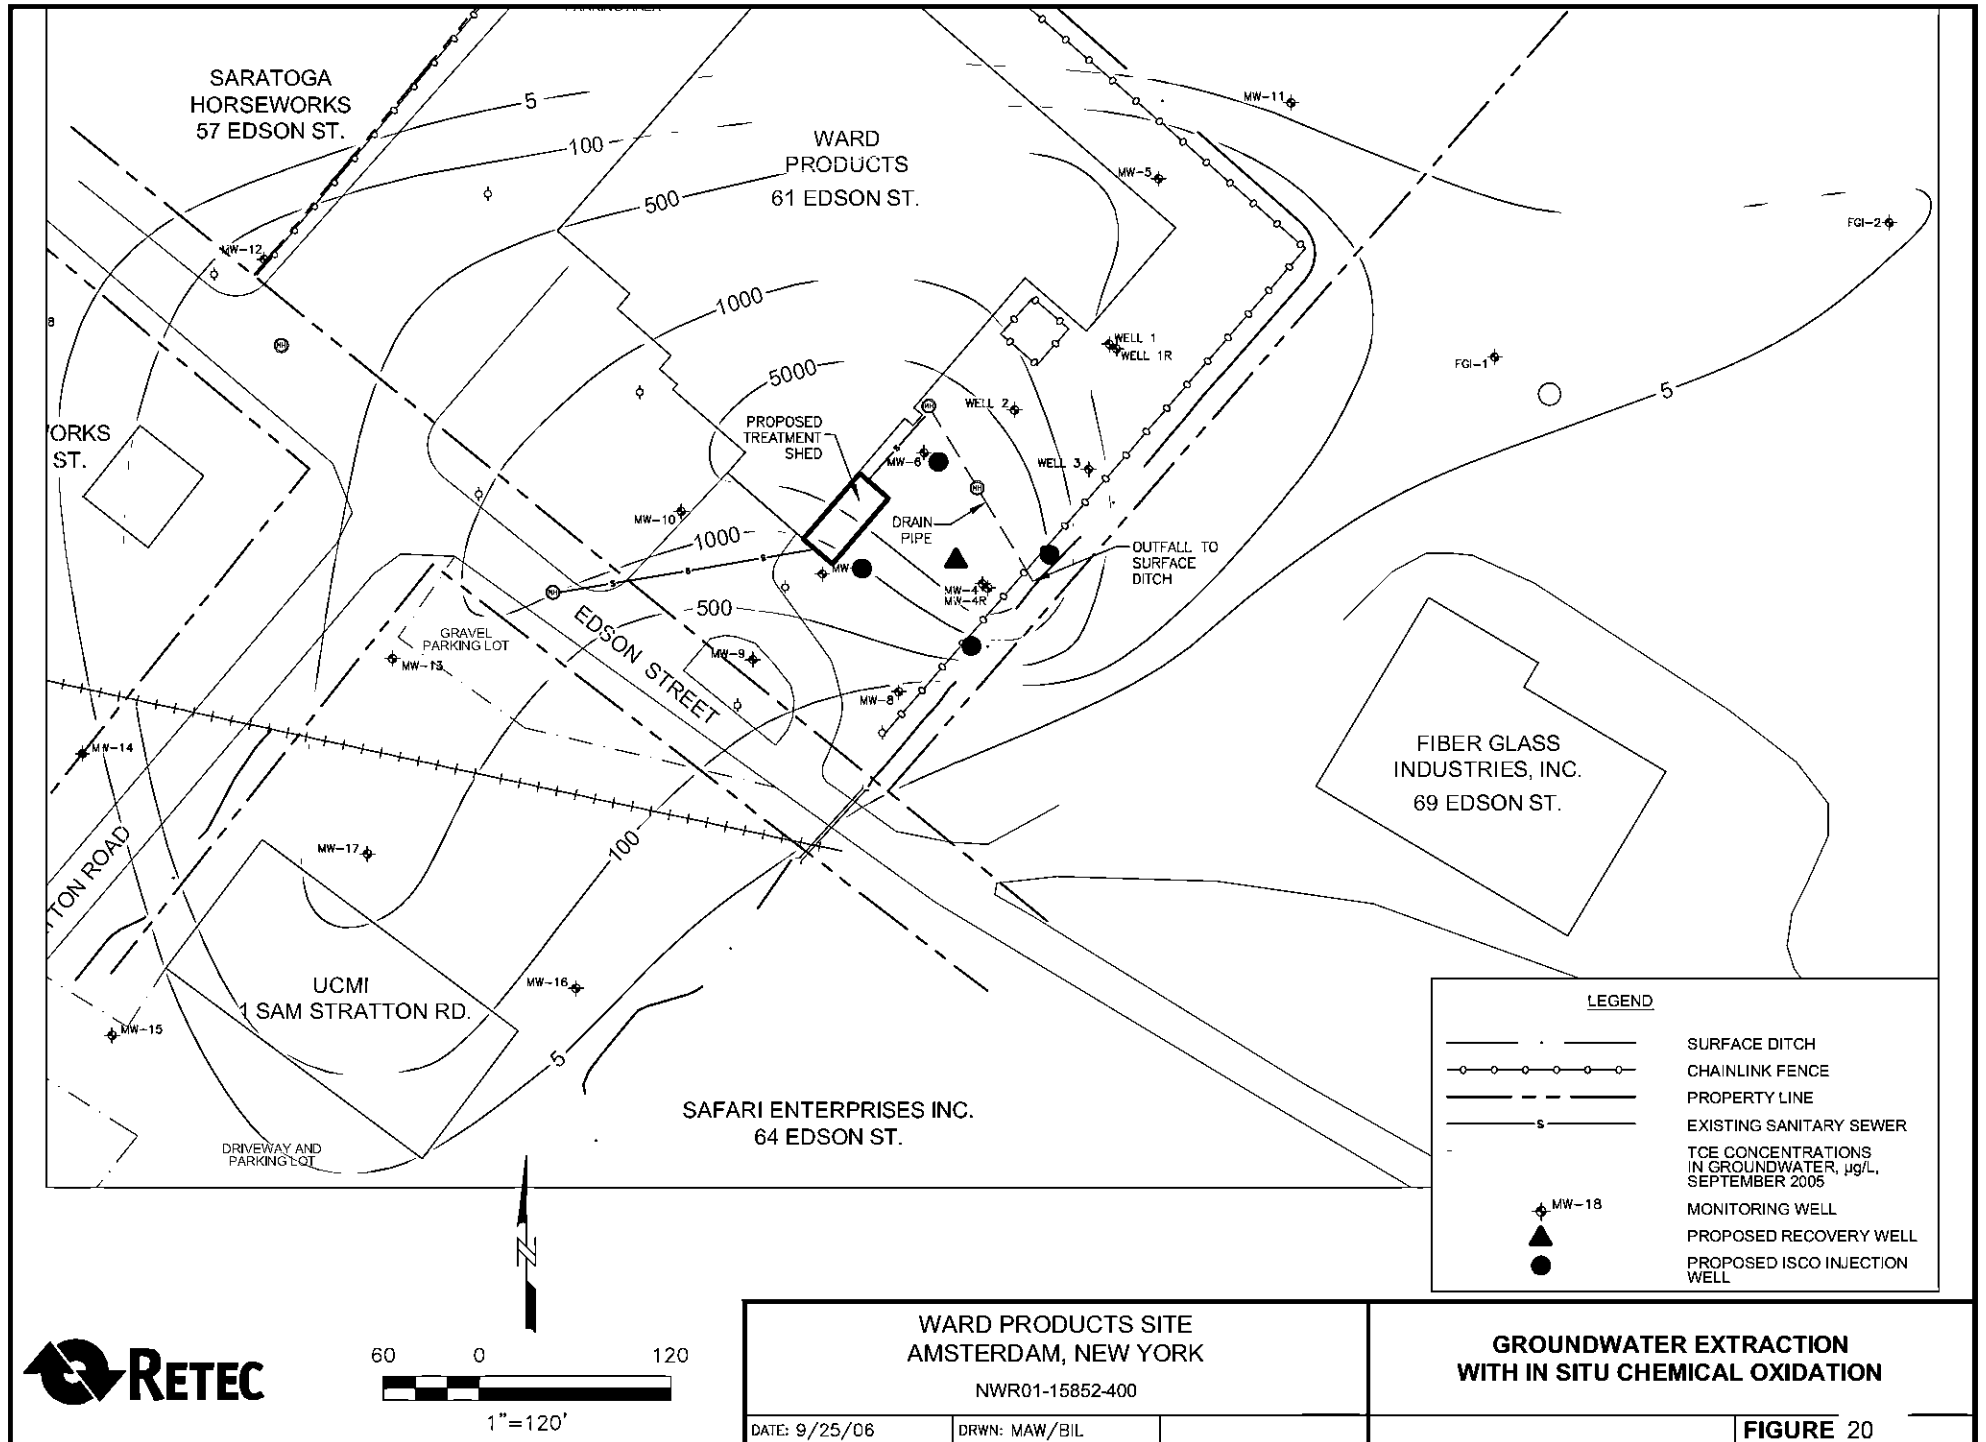 SARATOGA
HORSEWORKS
57 EDSON ST.
5
100
500
WARD
PRODUCTS
61 EDSON ST.
MW-11
MW-5
FGI-2
MW-12
MH
8
1000
5000
WELL 1
WELL 1R
FGI-1
5
WELL 2
MH
PROPOSED
TREATMENT
SHED
S
MW-6
WELL 3
MH
ORKS
ST.
MW-10
1000
DRAIN
PIPE
OUTFALL TO
SURFACE
DITCH
MW-
MW-4
MW-4R
MH
S
S
S
500
EDSON STREET
GRAVEL
PARKING LOT
MW-13
MW-9
MW-8
MW-14
FIBER GLASS
INDUSTRIES, INC.
69 EDSON ST.
MW-17
100
TTON ROAD
UCMI
1 SAM STRATTON RD.
MW-16
MW-15
5
SAFARI ENTERPRISES INC.
64 EDSON ST.
DRIVEWAY AND
PARKING LOT
LEGEND
SURFACE DITCH
CHAINLINK FENCE
PROPERTY LINE
S EXISTING SANITARY SEWER
TCE CONCENTRATIONS
IN GROUNDWATER, µg/L,
SEPTEMBER 2005
MW-18 MONITORING WELL
PROPOSED RECOVERY WELL
PROPOSED ISCO INJECTION
WELL
N
RETEC
60 0 120
1"=120'
WARD PRODUCTS SITE
AMSTERDAM, NEW YORK
NWR01-15852-400
DATE: 9/25/06 DRWN: MAW/BIL
GROUNDWATER EXTRACTION
WITH IN SITU CHEMICAL OXIDATION
FIGURE 20